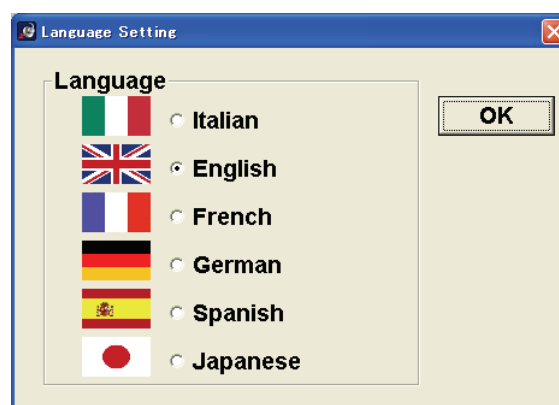 Language Setting
Language
Italian
OK
English
French
German
Spanish
Japanese